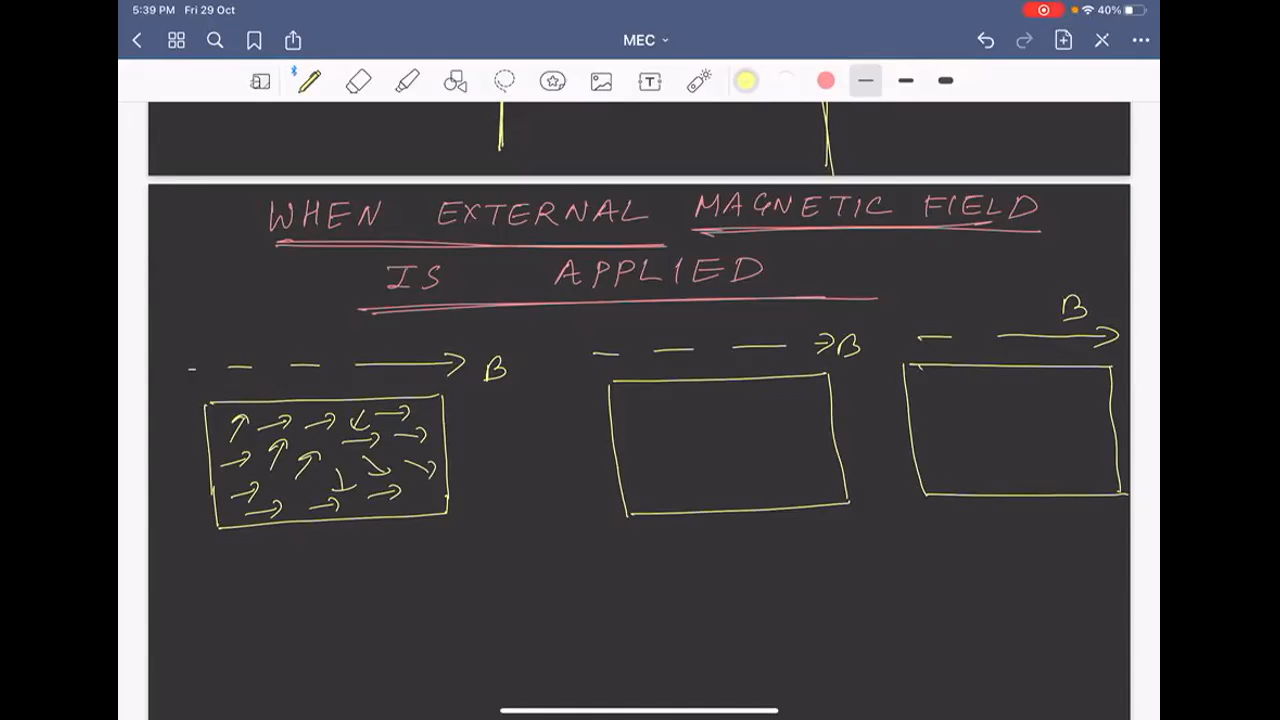 5:39 PM Fri 29 Oct
40%
MEC
WHEN EXTERNAL MAGNETIC FIELD
IS APPLIED
B
B
B